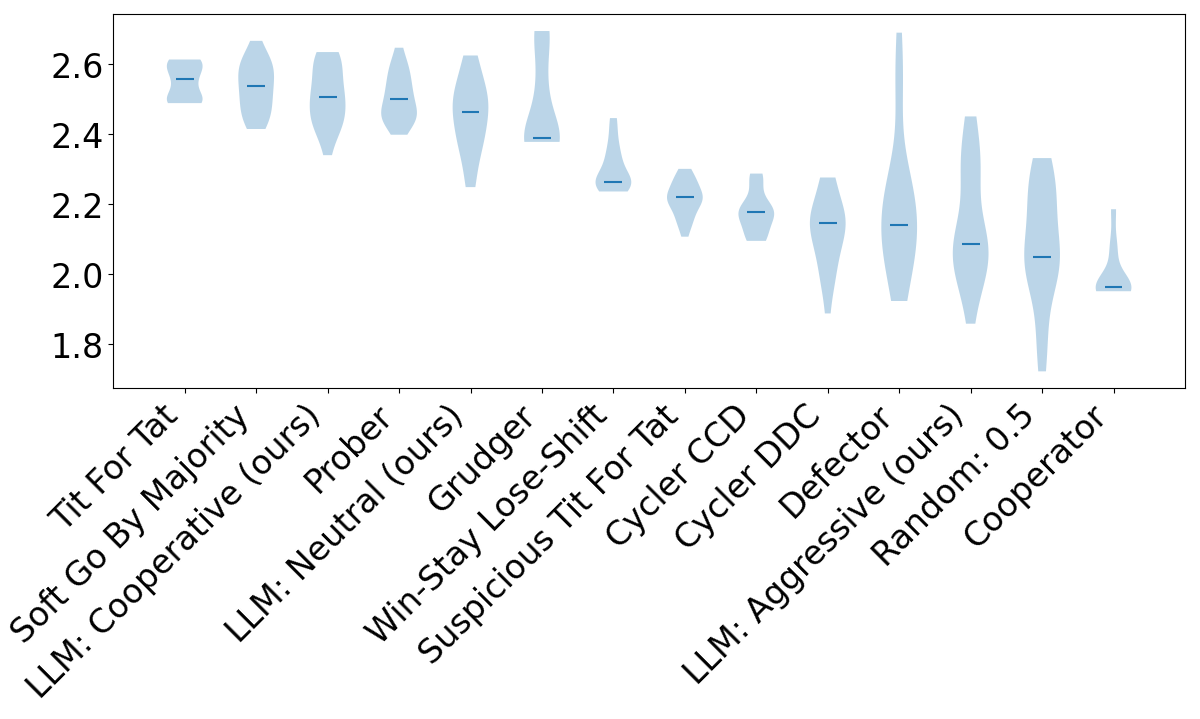 2.6
2.4
2.2
2.0
1.8
Tit For Tat
Soft Go By Majority
LLM: Cooperative (ours)
Prober
LLM: Neutral (ours)
Grudger
Win-Stay Lose-Shift
Suspicious Tit For Tat
Cycler CCD
Cycler DDC
Defector
LLM: Aggressive (ours)
Random: 0.5
Cooperator